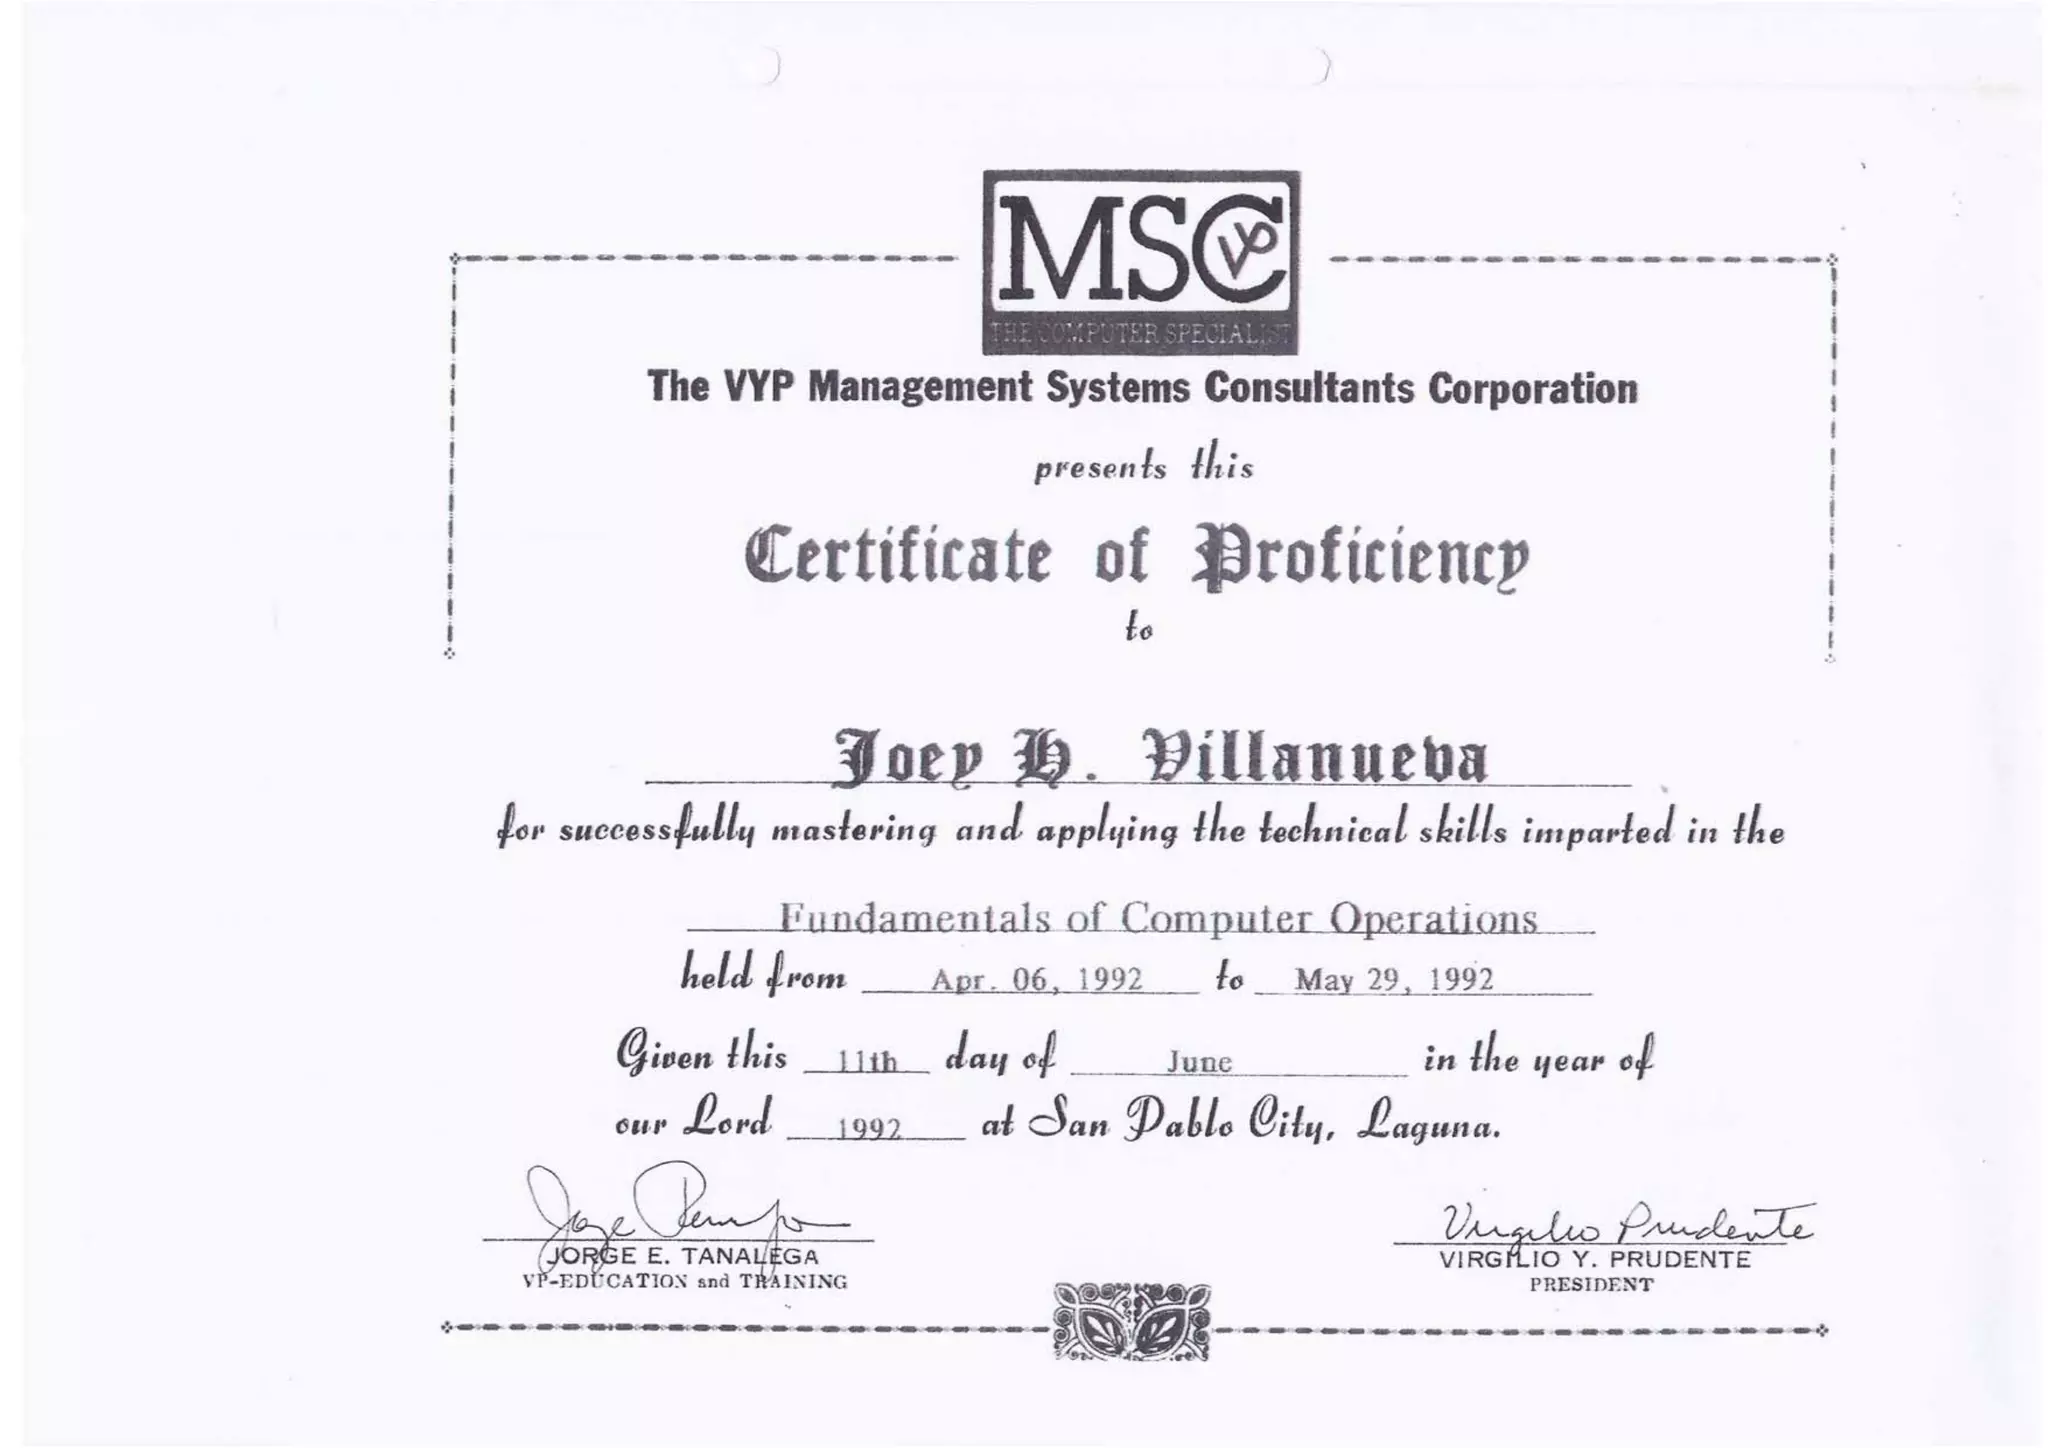 MSC
VYP
THE COMPUTER SPECIALIST
The VYP Management Systems Consultants Corporation
presents this
Certificate of Proficiency
to
Joey H. Villanueva
for successfully mastering and applying the technical skills imparted in the
Fundamentals of Computer Operations
held from Apr. 06, 1992 to May 29, 1992
Given this 11th day of June in the year of
our Lord 1992 at San Pablo City, Laguna.
Virgilio Prudente
JORGE E. TANALEGA
VIRGILIO Y. PRUDENTE
VP-EDUCATION and TRAINING
PRESIDENT